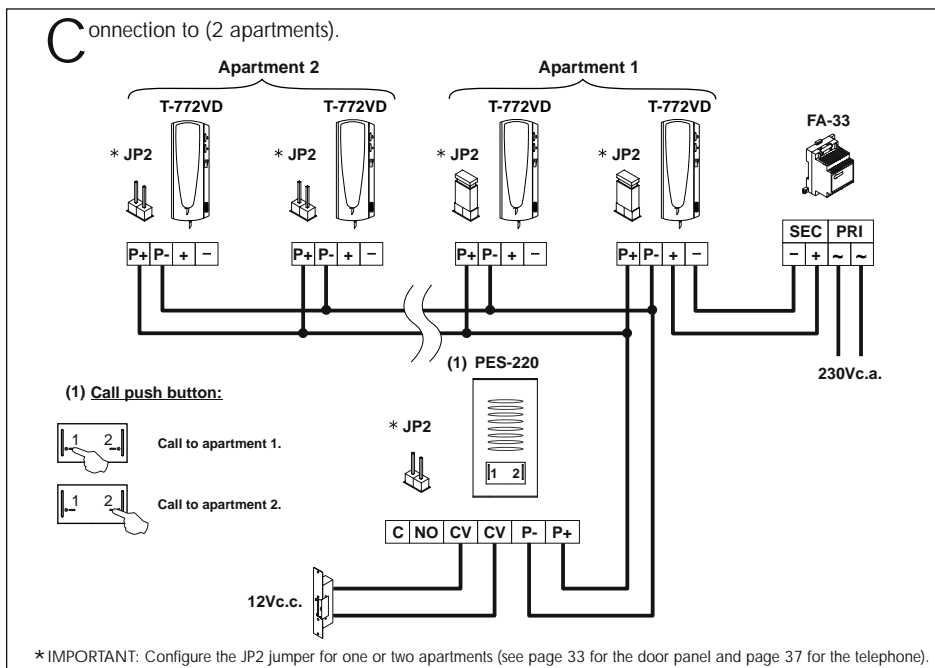 Connection to (2 apartments).
Apartment 2 Apartment 1
T-772VD T-772VD T-772VD T-772VD
FA-33
* JP2 * JP2 * JP2 * JP2
SEC PRI
P+ P- + – P+ P- + – P+ P- + – P+ P- + – – + ~ ~
230Vc.a.
(1) PES-220
(1) Call push button:
* JP2
1 2 Call to apartment 1.
1 2
1 2 Call to apartment 2.
C NO CV CV P- P+
12Vc.c.
* IMPORTANT: Configure the JP2 jumper for one or two apartments (see page 33 for the door panel and page 37 for the telephone).